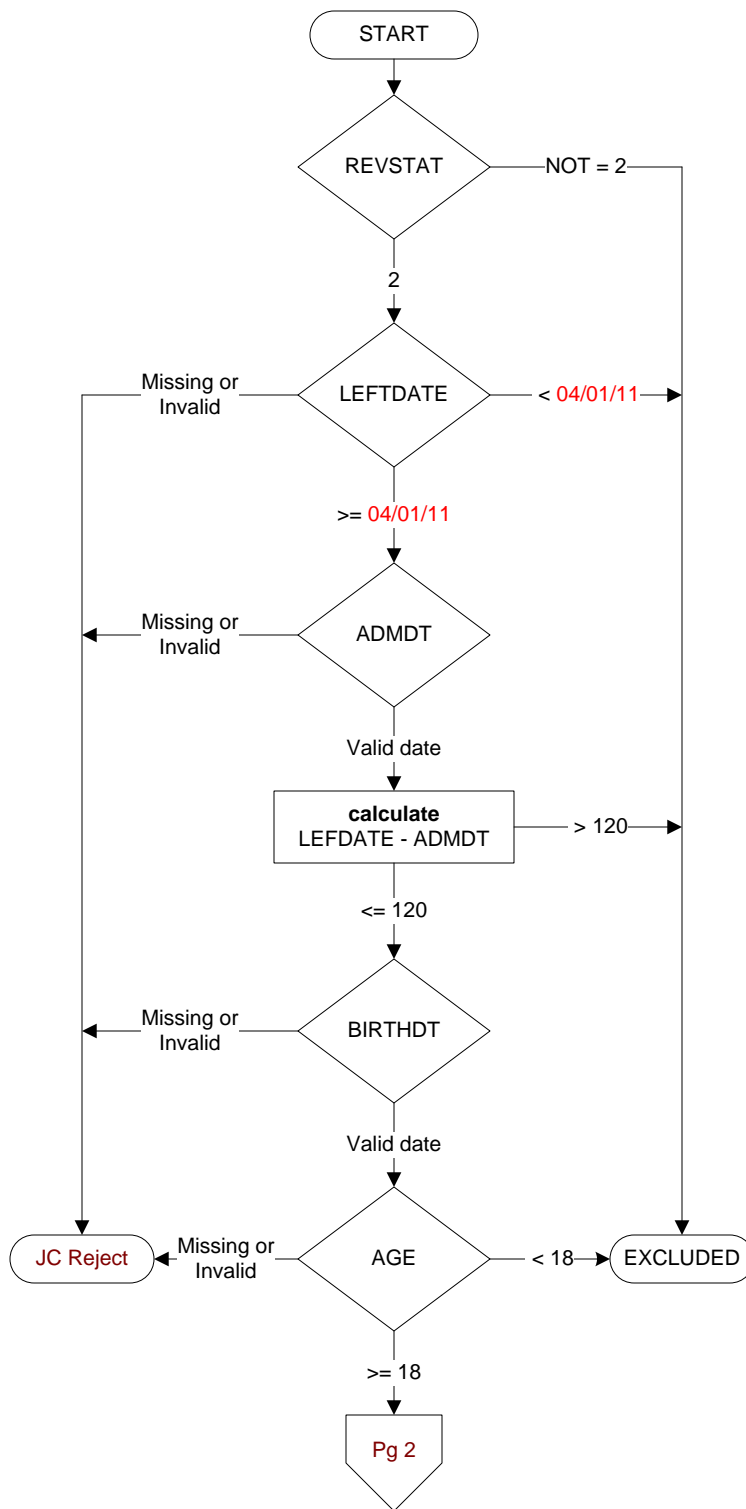 START
REVSTAT
NOT = 2
2
Missing or
Invalid
LEFTDATE
< 04/01/11
>= 04/01/11
Missing or
Invalid
ADMDT
Valid date
calculate
LEFDATE - ADMDT
> 120
<= 120
Missing or
Invalid
BIRTHDT
Valid date
JC Reject
Missing or
Invalid
AGE
< 18
EXCLUDED
>= 18
Pg 2